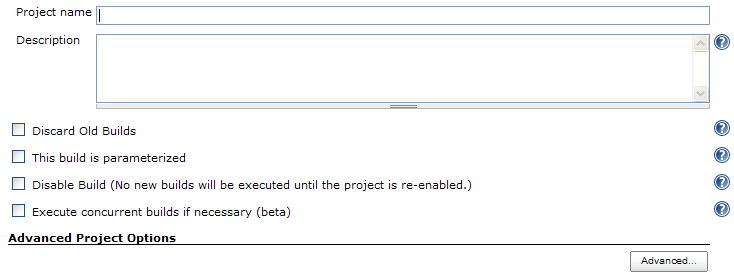 Project name
Description
Discard Old Builds
This build is parameterized
Disable Build (No new builds will be executed until the project is re-enabled.)
Execute concurrent builds if necessary (beta)
Advanced Project Options
Advanced...